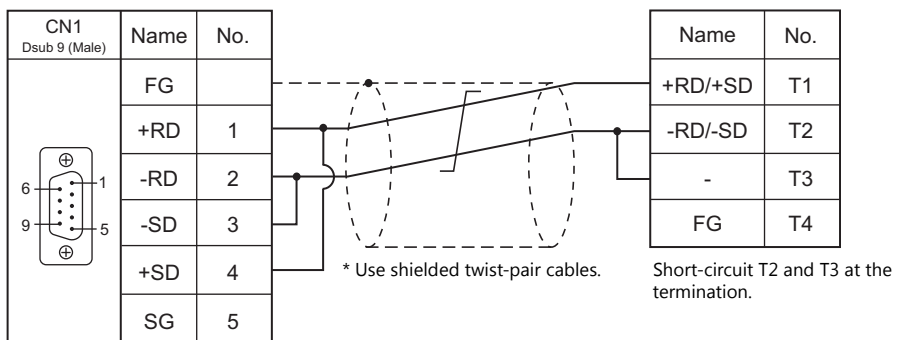 CN1
Dsub 9 (Male)
Name
No.
FG
+RD
1
-RD
2
-SD
3
+SD
4
SG
5
6
1
9
5
* Use shielded twist-pair cables.
Name
No.
+RD/+SD
T1
-RD/-SD
T2
-
T3
FG
T4
Short-circuit T2 and T3 at the
termination.